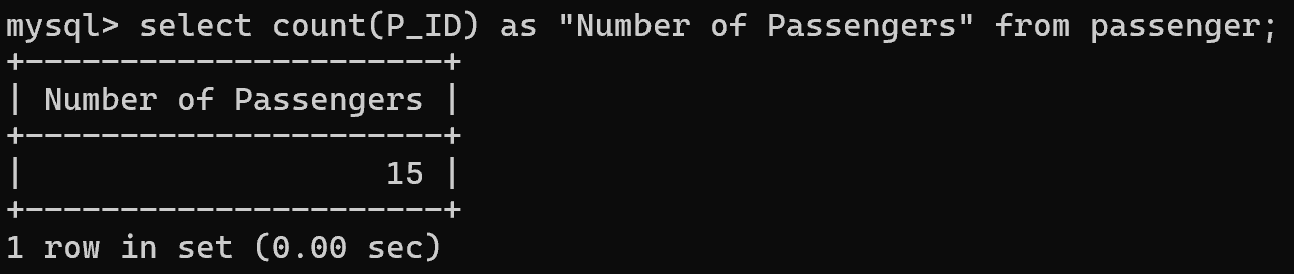 mysql> select count(P_ID) as "Number of Passengers" from passenger;
+----------------------+
| Number of Passengers |
+----------------------+
|                   15 |
+----------------------+
1 row in set (0.00 sec)